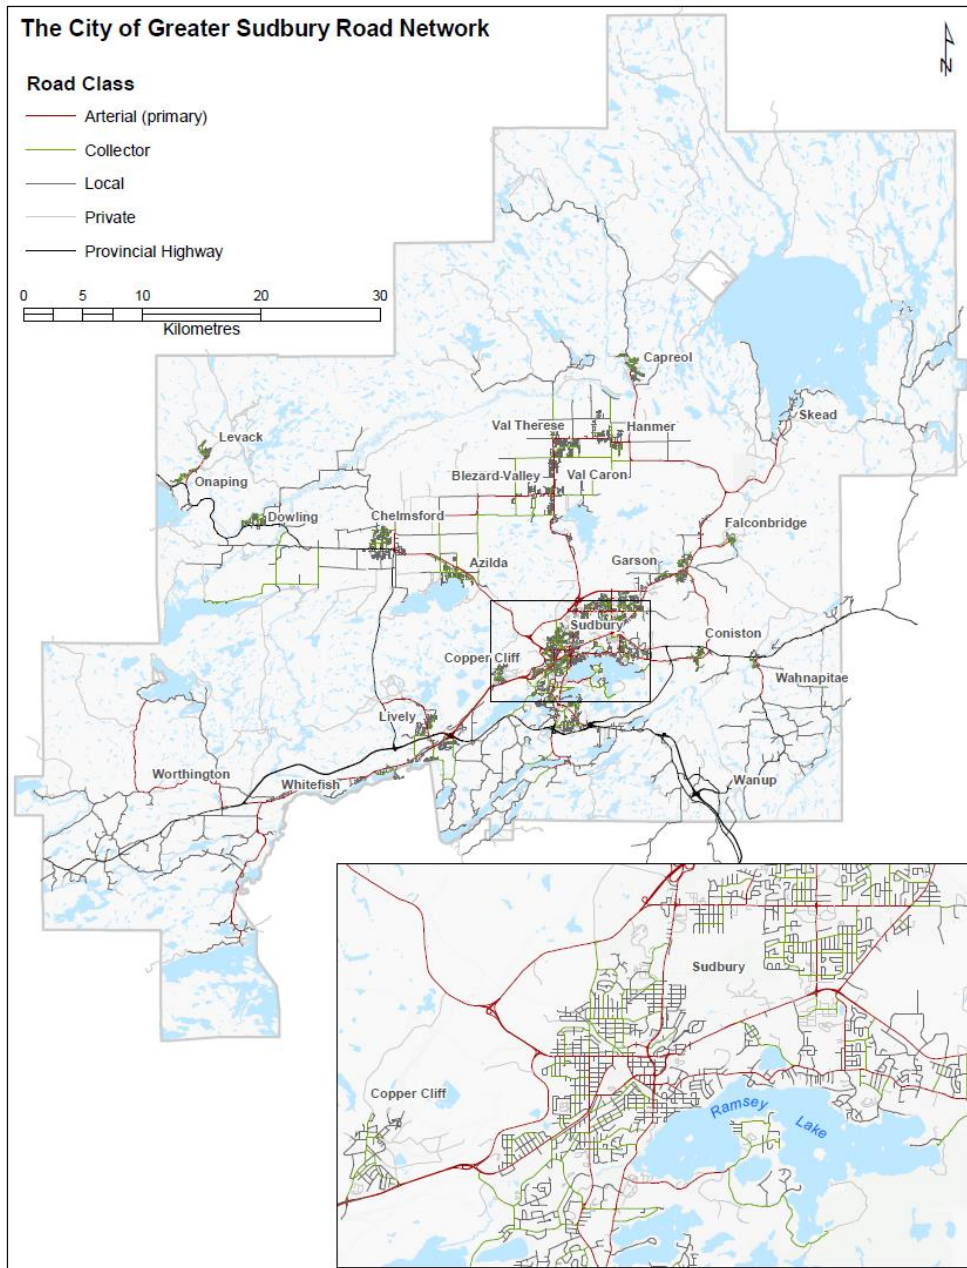 The City of Greater Sudbury Road Network
N
Road Class
Arterial (primary)
Collector
Local
Private
Provincial Highway
0 5 10 20 30
Kilometres
Capreol
Skead
Val Therese
Hanmer
Levack
Onaping
Blezard-Valley
Val Caron
Dowling
Chelmsford
Falconbridge
Azilda
Garson
Sudbury
Coniston
Copper Cliff
Wahnapitae
Lively
Worthington
Whitefish
Wanup
Sudbury
Copper Cliff
Ramsey
Lake